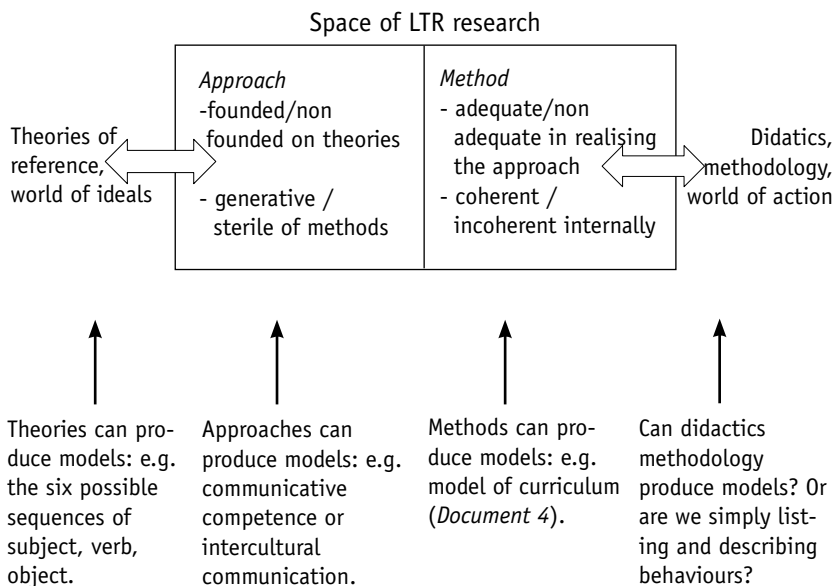 Space of LTR research
Theories of
reference,
world of ideals
Approach
-founded/non
founded on theories
- generative /
sterile of methods
Method
- adequate/non
adequate in realising
the approach
- coherent /
incoherent internally
Didatics,
methodology,
world of action
Theories can pro-
duce models: e.g.
the six possible
sequences of
subject, verb,
object.
Approaches can
produce models: e.g.
communicative
competence or
intercultural
communication.
Methods can pro-
duce models: e.g.
model of curriculum
(Document 4).
Can didactics
methodology
produce models? Or
are we simply list-
ing and describing
behaviours?